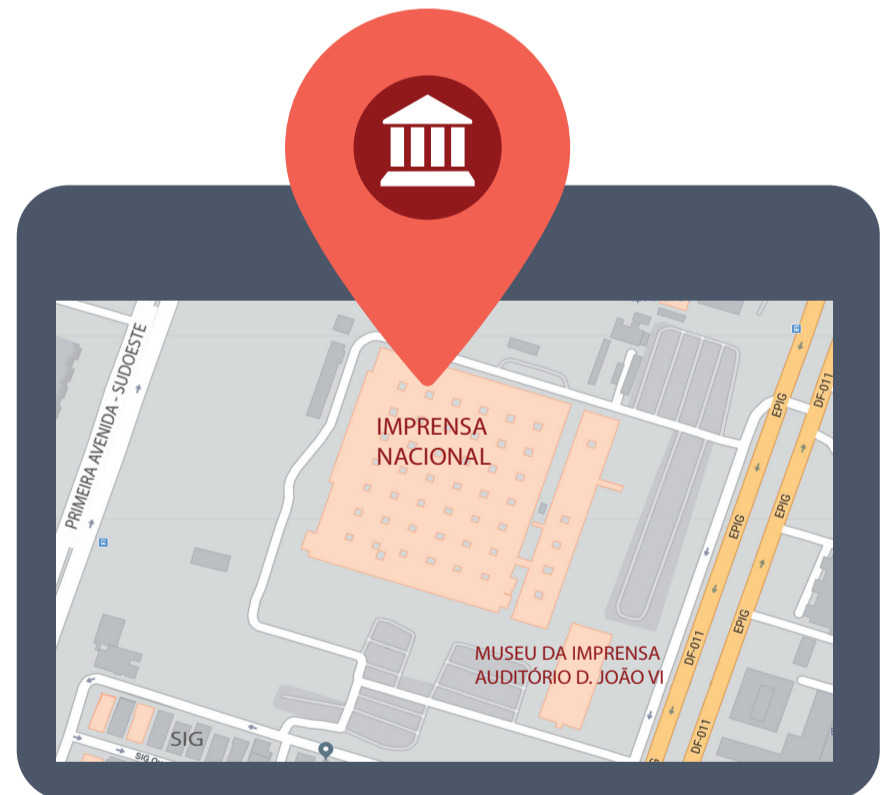 PRIMEIRA AVENIDA - SUDOESTE
IMPRENSA
NACIONAL
MUSEU DA IMPRENSA
AUDITÓRIO D. JOÃO VI
SIG
EPIG
DF-011
EPIG
EPIG
DF-011
EPIG
DF-011